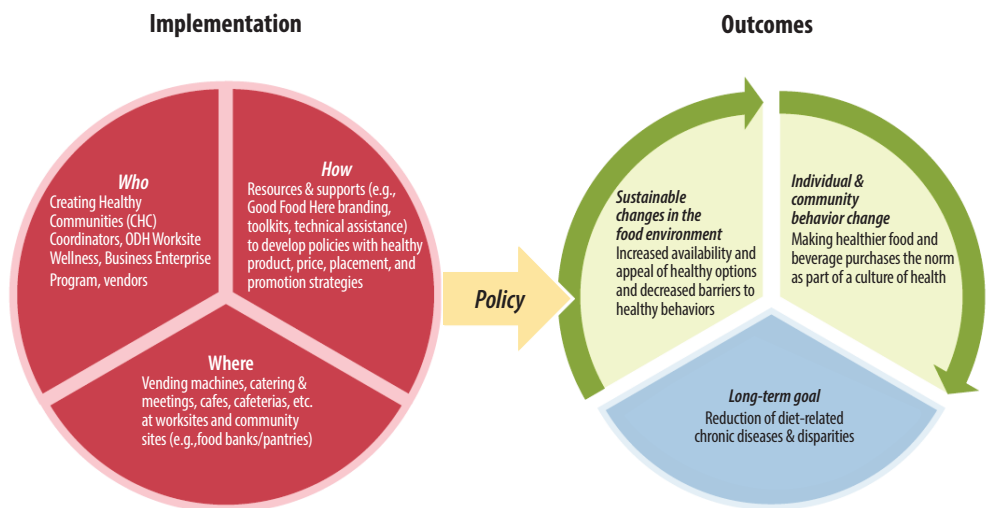 Implementation
Outcomes
Who
Creating Healthy
Communities (CHC)
Coordinators, ODH Worksite
Wellness, Business Enterprise
Program, vendors
How
Resources & supports (e.g.,
Good Food Here branding,
toolkits, technical assistance)
to develop policies with healthy
product, price, placement, and
promotion strategies
Where
Vending machines, catering &
meetings, cafes, cafeterias, etc.
at worksites and community
sites (e.g.,food banks/pantries)
Policy
Sustainable
changes in the
food environment
Increased availability and
appeal of healthy options
and decreased barriers to
healthy behaviors
Individual &
community
behavior change
Making healthier food and
beverage purchases the norm
as part of a culture of health
Long-term goal
Reduction of diet-related
chronic diseases & disparities